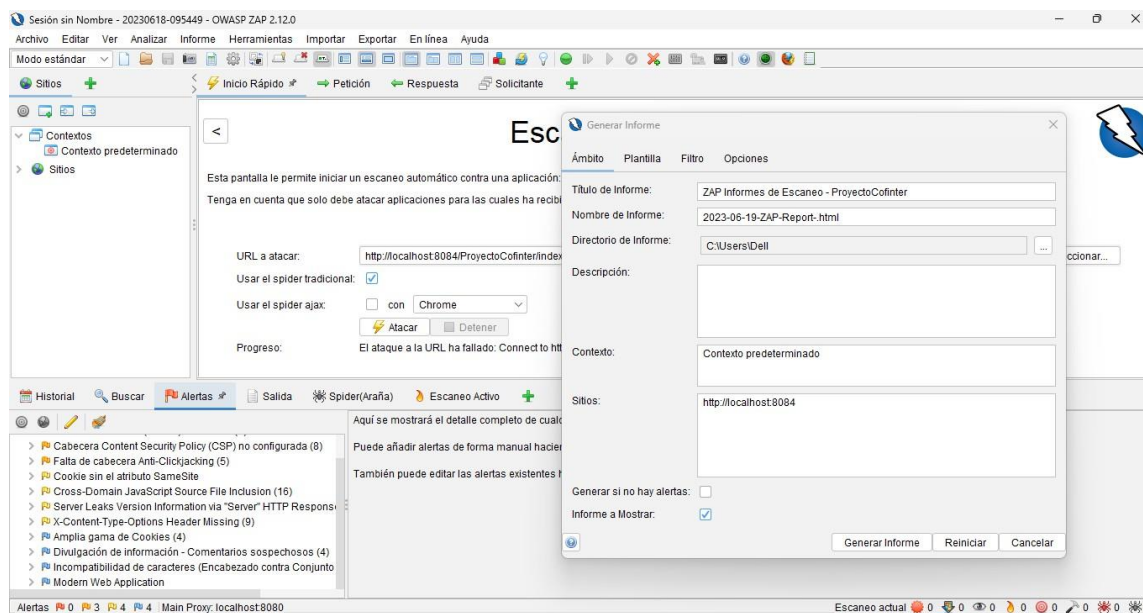 Sesión sin Nombre - 20230618-095449 - OWASP ZAP 2.12.0
Archivo Editar Ver Analizar Informe Herramientas Importar Exportar En línea Ayuda
Modo estándar
Sitios
Inicio Rápido
Petición
Respuesta
Solicitante
Contextos
Contexto predeterminado
Sitios
<
Esc
Esta pantalla le permite iniciar un escaneo automático contra una aplicación:
Tenga en cuenta que solo debe atacar aplicaciones para las cuales ha recibi
URL a atacar: http://localhost:8084/ProyectoCofinter/index
ccionar...
Usar el spider tradicional:
Usar el spider ajax: con Chrome
Atacar Detener
Progreso: El ataque a la URL ha fallado: Connect to htt
Generar Informe
Ámbito Plantilla Filtro Opciones
Título de Informe: ZAP Informes de Escaneo - ProyectoCofinter
Nombre de Informe: 2023-06-19-ZAP-Report-.html
Directorio de Informe: C:\Users\Dell ...
Descripción:
Contexto: Contexto predeterminado
Sitios: http://localhost:8084
Generar si no hay alertas:
Informe a Mostrar:
Generar Informe Reiniciar Cancelar
Historial Buscar Alertas Salida Spider(Araña) Escaneo Activo
Cabecera Content Security Policy (CSP) no configurada (8)
Falta de cabecera Anti-Clickjacking (5)
Cookie sin el atributo SameSite
Cross-Domain JavaScript Source File Inclusion (16)
Server Leaks Version Information via "Server" HTTP Respons
X-Content-Type-Options Header Missing (9)
Amplia gama de Cookies (4)
Divulgación de información - Comentarios sospechosos (4)
Incompatibilidad de caracteres (Encabezado contra Conjunto
Modern Web Application
Aquí se mostrará el detalle completo de cualq
Puede añadir alertas de forma manual hacien
También puede editar las alertas existentes h
Alertas 0 3 4 4 Main Proxy: localhost:8080
Escaneo actual 0 0 0 0 0 0 0